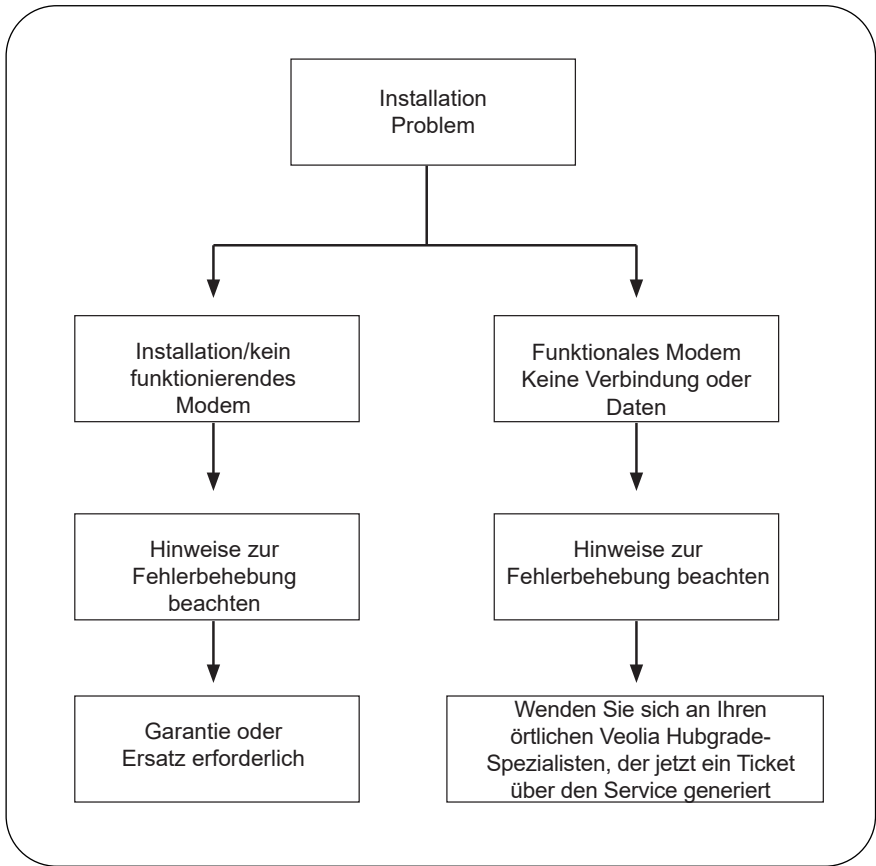 Installation
Problem
Installation/kein
funktionierendes
Modem
Funktionales Modem
Keine Verbindung oder
Daten
Hinweise zur
Fehlerbehebung
beachten
Hinweise zur
Fehlerbehebung beachten
Garantie oder
Ersatz erforderlich
Wenden Sie sich an Ihren
örtlichen Veolia Hubgrade-
Spezialisten, der jetzt ein Ticket
über den Service generiert